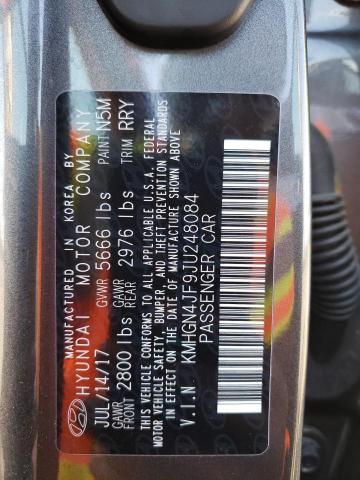 MANUFACTURED IN KOREA BY
HYUNDAI MOTOR COMPANY
JUL/14/17 GVWR 5666 lbs PAINT N5M
GAWR FRONT 2800 lbs GAWR REAR 2976 lbs TRIM RRY
THIS VEHICLE CONFORMS TO ALL APPLICABLE U.S.A. FEDERAL
MOTOR VEHICLE SAFETY, BUMPER, AND THEFT PREVENTION STANDARDS
IN EFFECT ON THE DATE OF MANUFACTURE SHOWN ABOVE.
V.I.N KMHGN4JF9JU248084
PASSENGER CAR